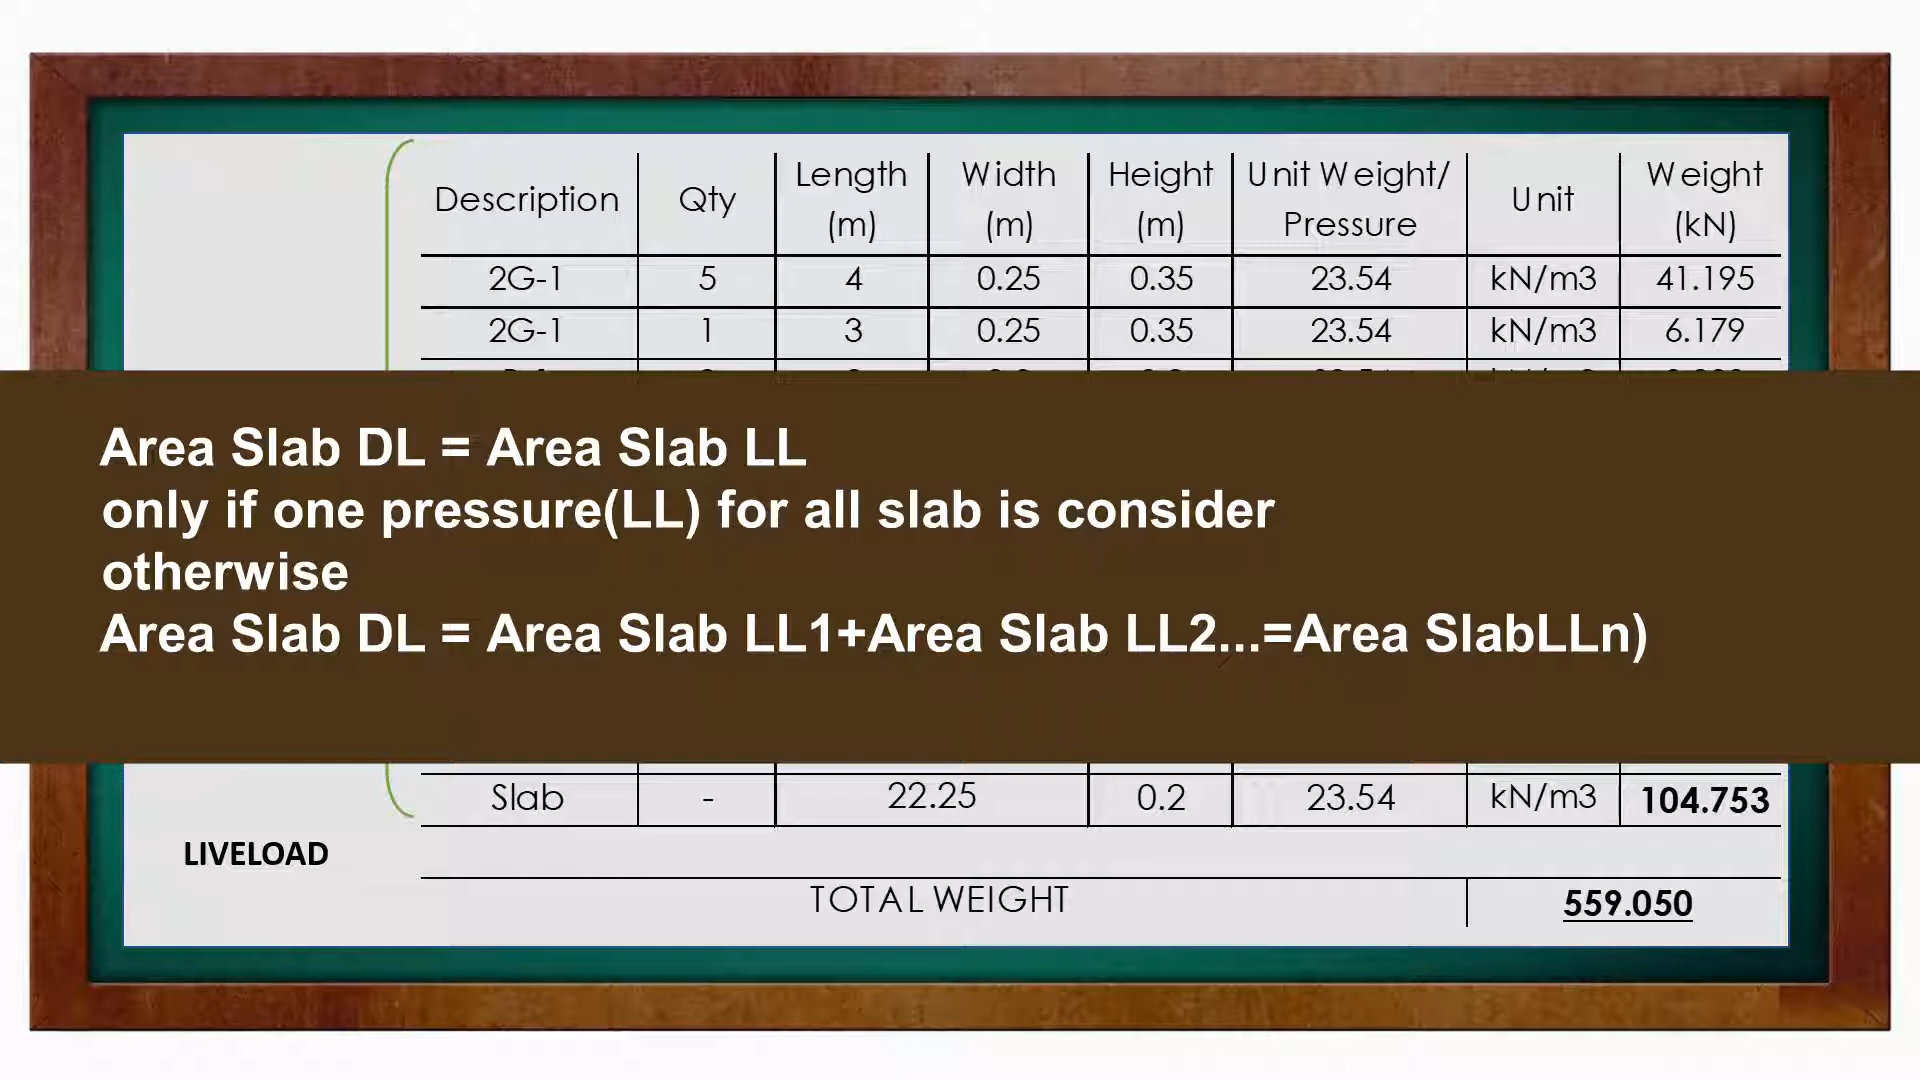 Description Qty Length (m) Width (m) Height (m) Unit Weight/ Pressure Unit Weight (kN)
2G-1 5 4 0.25 0.35 23.54 kN/m3 41.195
2G-1 1 3 0.25 0.35 23.54 kN/m3 6.179
Area Slab DL = Area Slab LL
only if one pressure(LL) for all slab is consider
otherwise
Area Slab DL = Area Slab LL1+Area Slab LL2...=Area SlabLLn)
Slab - 22.25 0.2 23.54 kN/m3 104.753
LIVELOAD
TOTAL WEIGHT 559.050